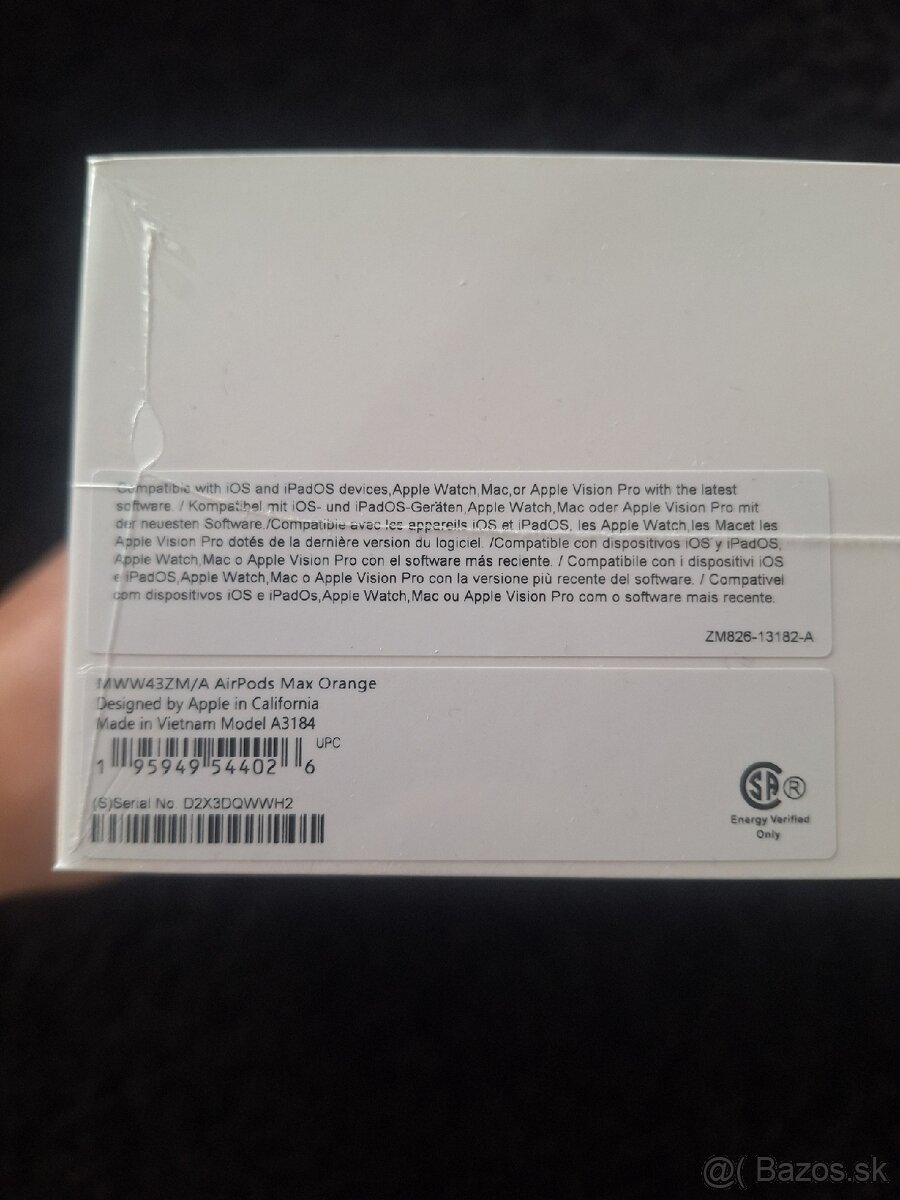 Compatible with iOS and iPadOS devices,Apple Watch,Mac,or Apple Vision Pro with the latest
software. / Kompatibel mit iOS- und iPadOS-Geräten,Apple Watch,Mac oder Apple Vision Pro mit
der neuesten Software./Compatible avec les appareils iOS et iPadOS, les Apple Watch,les Macet les
Apple Vision Pro dotés de la dernière version du logiciel. /Compatible con dispositivos iOS y iPadOS,
Apple Watch,Mac o Apple Vision Pro con el software más reciente. / Compatibile con i dispositivi iOS
e iPadOS,Apple Watch,Mac o Apple Vision Pro con la versione più recente del software. / Compativel
com dispositivos iOS e iPadOs,Apple Watch,Mac ou Apple Vision Pro com o software mais recente.
ZM826-13182-A
MWW43ZM/A AirPods Max Orange
Designed by Apple in California
Made in Vietnam Model A3184
UPC
1 95949 54402 6
(S)Serial No. D2X3DQWWH2
SA®
Energy Verified
Only
@( Bazos.sk